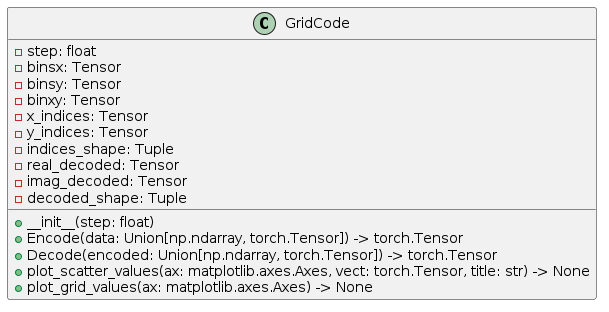 C GridCode
step: float
binsx: Tensor
binsy: Tensor
binxy: Tensor
x_indices: Tensor
y_indices: Tensor
indices_shape: Tuple
real_decoded: Tensor
imag_decoded: Tensor
decoded_shape: Tuple
__init__(step: float)
Encode(data: Union[np.ndarray, torch.Tensor]) -> torch.Tensor
Decode(encoded: Union[np.ndarray, torch.Tensor]) -> torch.Tensor
plot_scatter_values(ax: matplotlib.axes.Axes, vect: torch.Tensor, title: str) -> None
plot_grid_values(ax: matplotlib.axes.Axes) -> None